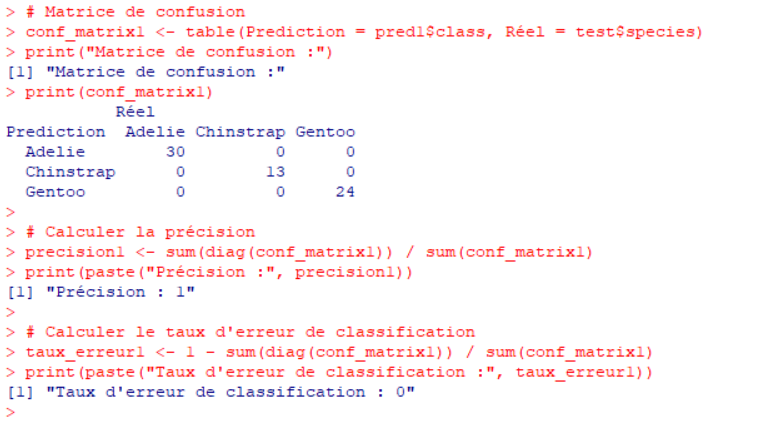 > # Matrice de confusion
> conf_matrix1 <- table(Prediction = pred1$class, Réel = test$species)
> print("Matrice de confusion :")
[1] "Matrice de confusion :"
> print(conf_matrix1)
           Réel
Prediction  Adelie Chinstrap Gentoo
  Adelie        30         0      0
  Chinstrap      0        13      0
  Gentoo         0         0     24
>
> # Calculer la précision
> precision1 <- sum(diag(conf_matrix1)) / sum(conf_matrix1)
> print(paste("Précision :", precision1))
[1] "Précision : 1"
>
> # Calculer le taux d'erreur de classification
> taux_erreur1 <- 1 - sum(diag(conf_matrix1)) / sum(conf_matrix1)
> print(paste("Taux d'erreur de classification :", taux_erreur1))
[1] "Taux d'erreur de classification : 0"
>